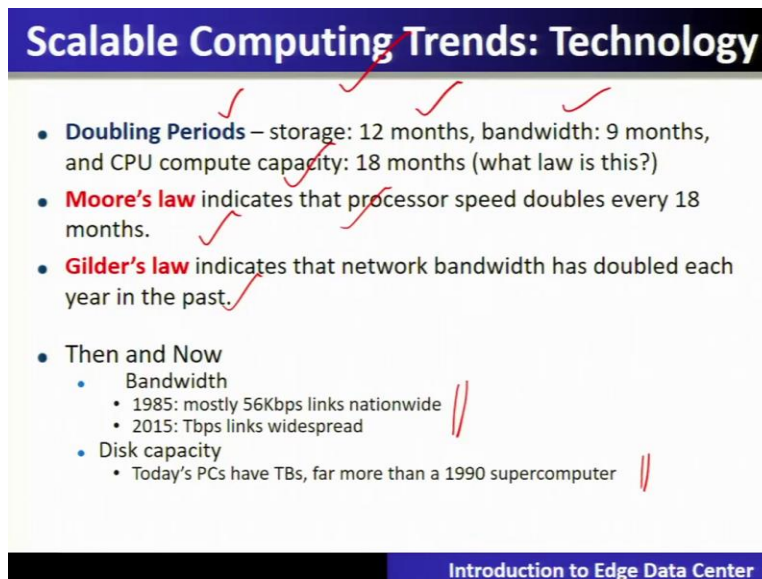 Scalable Computing Trends: Technology
• Doubling Periods – storage: 12 months, bandwidth: 9 months,
and CPU compute capacity: 18 months (what law is this?)
• Moore's law indicates that processor speed doubles every 18
months.
• Gilder's law indicates that network bandwidth has doubled each
year in the past.
• Then and Now
• Bandwidth
• 1985: mostly 56Kbps links nationwide
• 2015: Tbps links widespread
• Disk capacity
• Today's PCs have TBs, far more than a 1990 supercomputer
Introduction to Edge Data Center